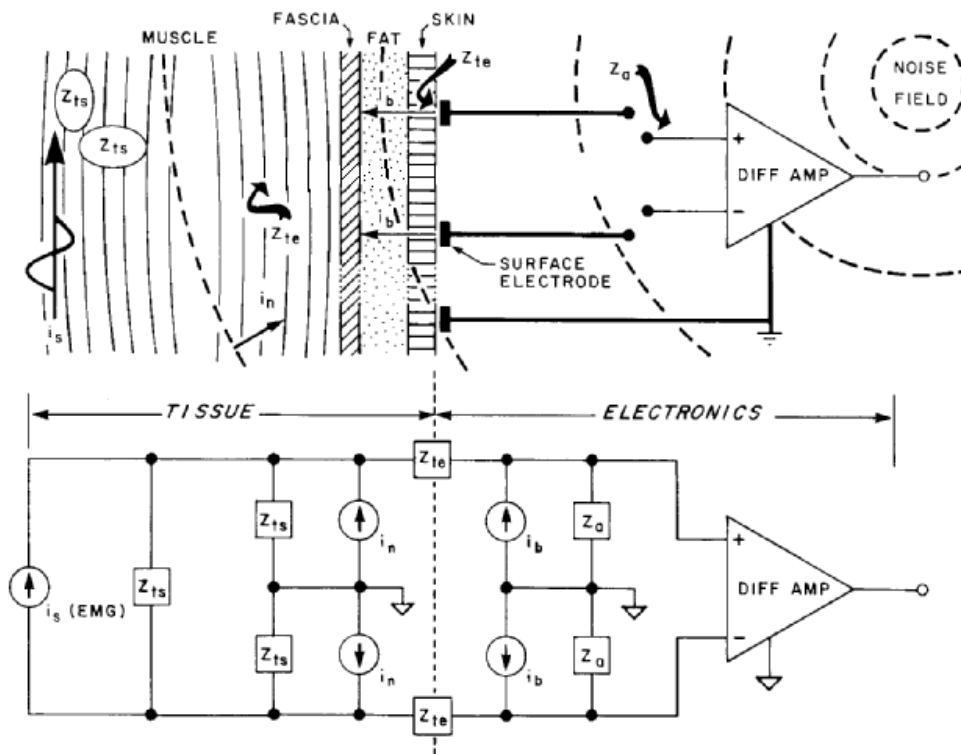 FASCIA
SKIN
MUSCLE
FAT
Zte
Za
NOISE
FIELD
Zts
ib
+
Zts
DIFF AMP
Zte
ib
−
SURFACE
ELECTRODE
in
is
TISSUE
ELECTRONICS
Zte
Zts
in
ib
Za
+
is (EMG)
Zts
DIFF AMP
Zts
in
ib
Za
−
Zte